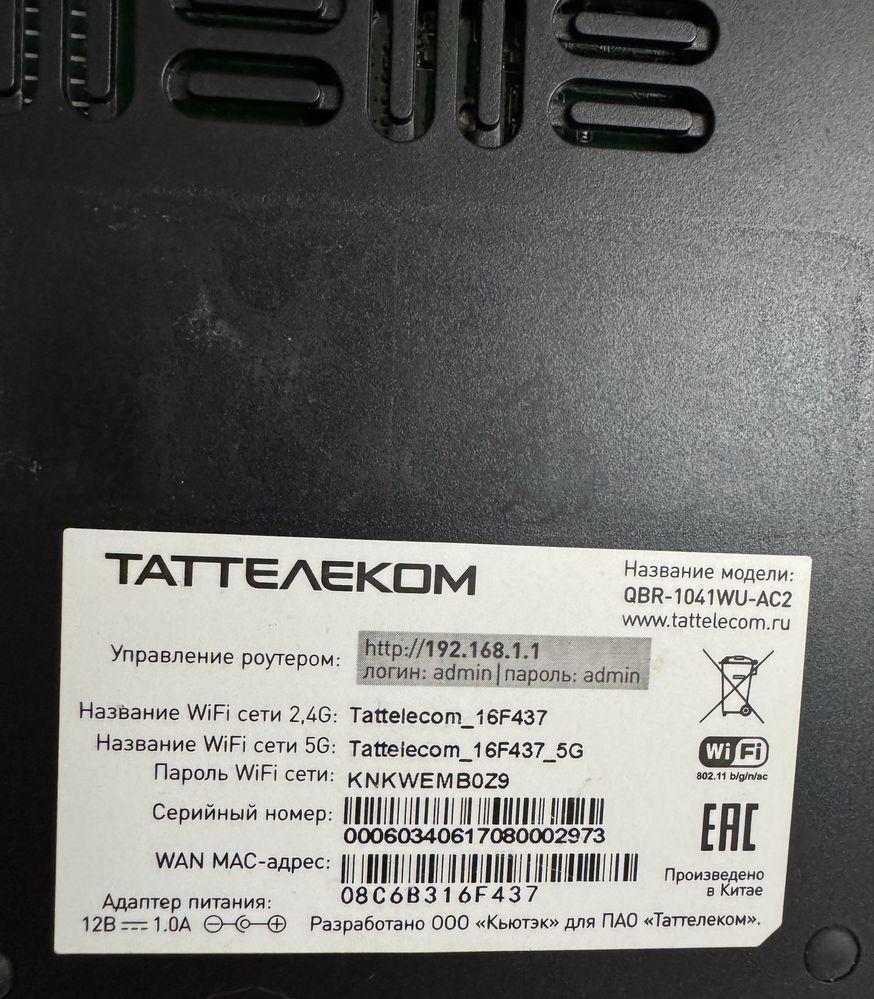 ТАТТЕЛЕКОМ
Название модели:
QBR-1041WU-AC2
www.tattelecom.ru
Управление роутером: http://192.168.1.1
логин: admin | пароль: admin
Название WiFi сети 2,4G: Tattelecom_16F437
Название WiFi сети 5G: Tattelecom_16F437_5G
Пароль WiFi сети: KNKWEMB0Z9
Серийный номер: 00060340617080002973
WAN MAC-адрес: 08C6B316F437
WiFi
802.11 b/g/n/ac
EAC
Произведено
в Китае
Адаптер питания:
12В 1.0А
Разработано ООО «Кьютэк» для ПАО «Таттелеком».